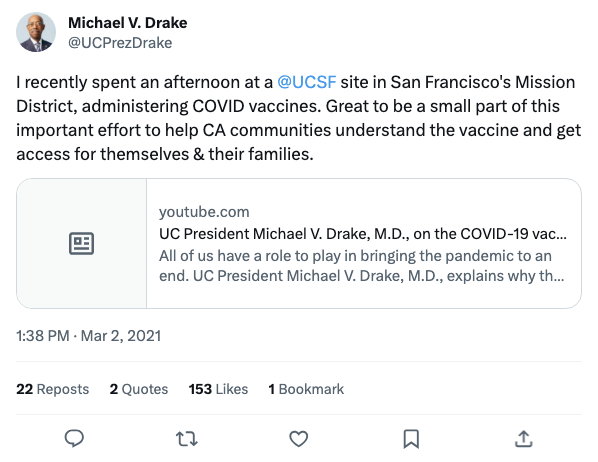 Michael V. Drake
@UCPrezDrake
I recently spent an afternoon at a @UCSF site in San Francisco's Mission
District, administering COVID vaccines. Great to be a small part of this
important effort to help CA communities understand the vaccine and get
access for themselves & their families.
youtube.com
UC President Michael V. Drake, M.D., on the COVID-19 vac...
All of us have a role to play in bringing the pandemic to an
end. UC President Michael V. Drake, M.D., explains why th...
1:38 PM · Mar 2, 2021
22 Reposts 2 Quotes 153 Likes 1 Bookmark